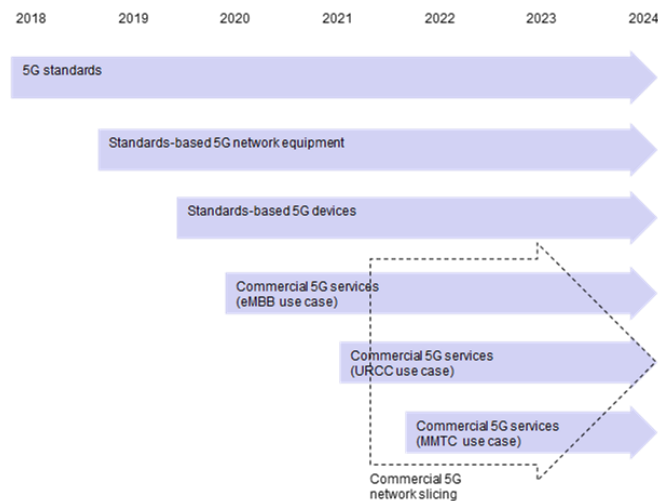 2018 2019 2020 2021 2022 2023 2024
5G standards
Standards-based 5G network equipment
Standards-based 5G devices
Commercial 5G services
(eMBB use case)
Commercial 5G services
(URCC use case)
Commercial 5G services
(MMTC use case)
Commercial 5G
network slicing